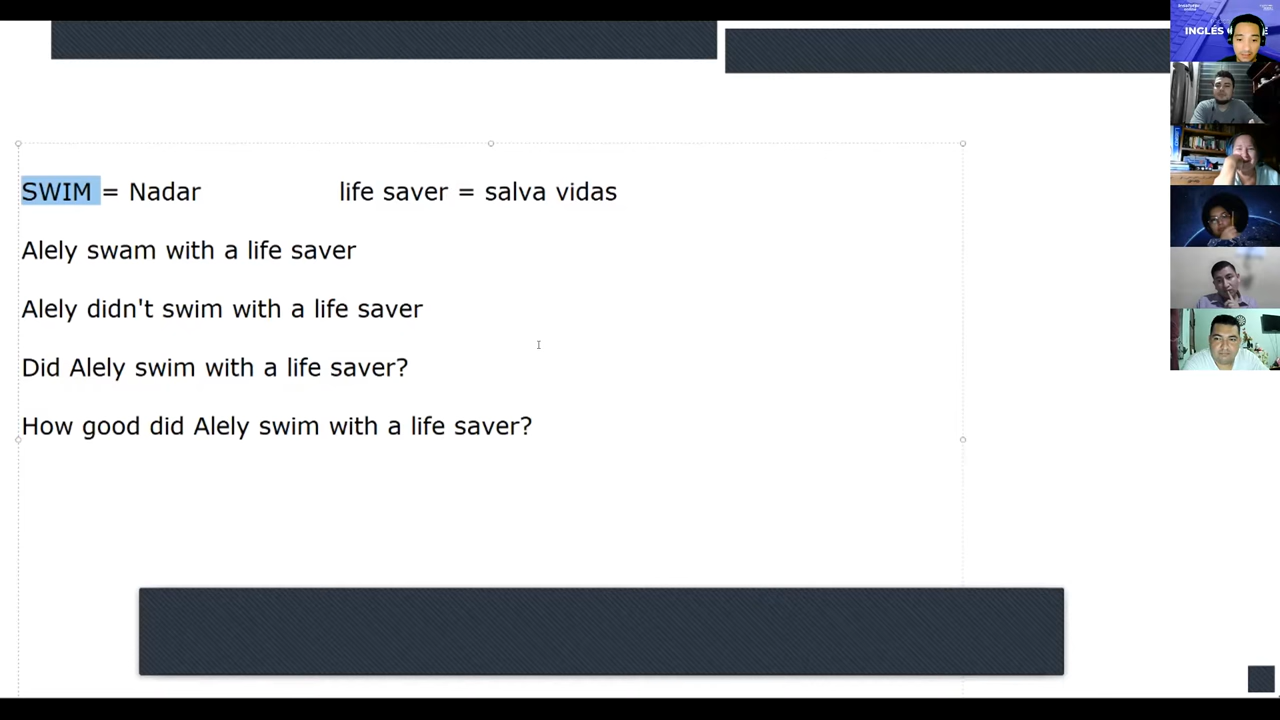 SWIM = Nadar life saver = salva vidas
Alely swam with a life saver
Alely didn't swim with a life saver
Did Alely swim with a life saver?
How good did Alely swim with a life saver?